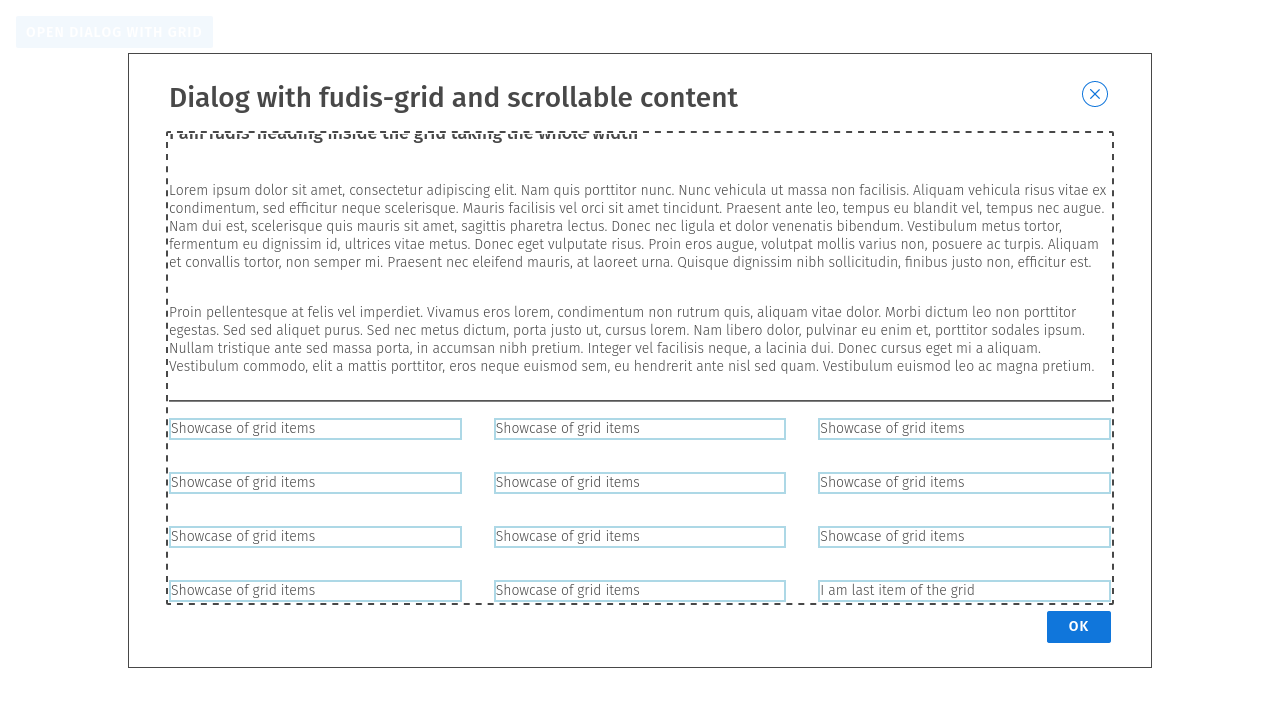 OPEN DIALOG WITH GRID
Dialog with fudis-grid and scrollable content
I am fudis-heading inside the grid taking the whole width
Lorem ipsum dolor sit amet, consectetur adipiscing elit. Nam quis porttitor nunc. Nunc vehicula ut massa non facilisis. Aliquam vehicula risus vitae ex
condimentum, sed efficitur neque scelerisque. Mauris facilisis vel orci sit amet tincidunt. Praesent ante leo, tempus eu blandit vel, tempus nec augue.
Nam dui est, scelerisque quis mauris sit amet, sagittis pharetra lectus. Donec nec ligula et dolor venenatis bibendum. Vestibulum metus tortor,
fermentum eu dignissim id, ultrices vitae metus. Donec eget vulputate risus. Proin eros augue, volutpat mollis varius non, posuere ac turpis. Aliquam
et convallis tortor, non semper mi. Praesent nec eleifend mauris, at laoreet urna. Quisque dignissim nibh sollicitudin, finibus justo non, efficitur est.
Proin pellentesque at felis vel imperdiet. Vivamus eros lorem, condimentum non rutrum quis, aliquam vitae dolor. Morbi dictum leo non porttitor
egestas. Sed sed aliquet purus. Sed nec metus dictum, porta justo ut, cursus lorem. Nam libero dolor, pulvinar eu enim et, porttitor sodales ipsum.
Nullam tristique ante sed massa porta, in accumsan nibh pretium. Integer vel facilisis neque, a lacinia dui. Donec cursus eget mi a aliquam.
Vestibulum commodo, elit a mattis porttitor, eros neque euismod sem, eu hendrerit ante nisl sed quam. Vestibulum euismod leo ac magna pretium.
Showcase of grid items Showcase of grid items Showcase of grid items
Showcase of grid items Showcase of grid items Showcase of grid items
Showcase of grid items Showcase of grid items Showcase of grid items
Showcase of grid items Showcase of grid items I am last item of the grid
OK